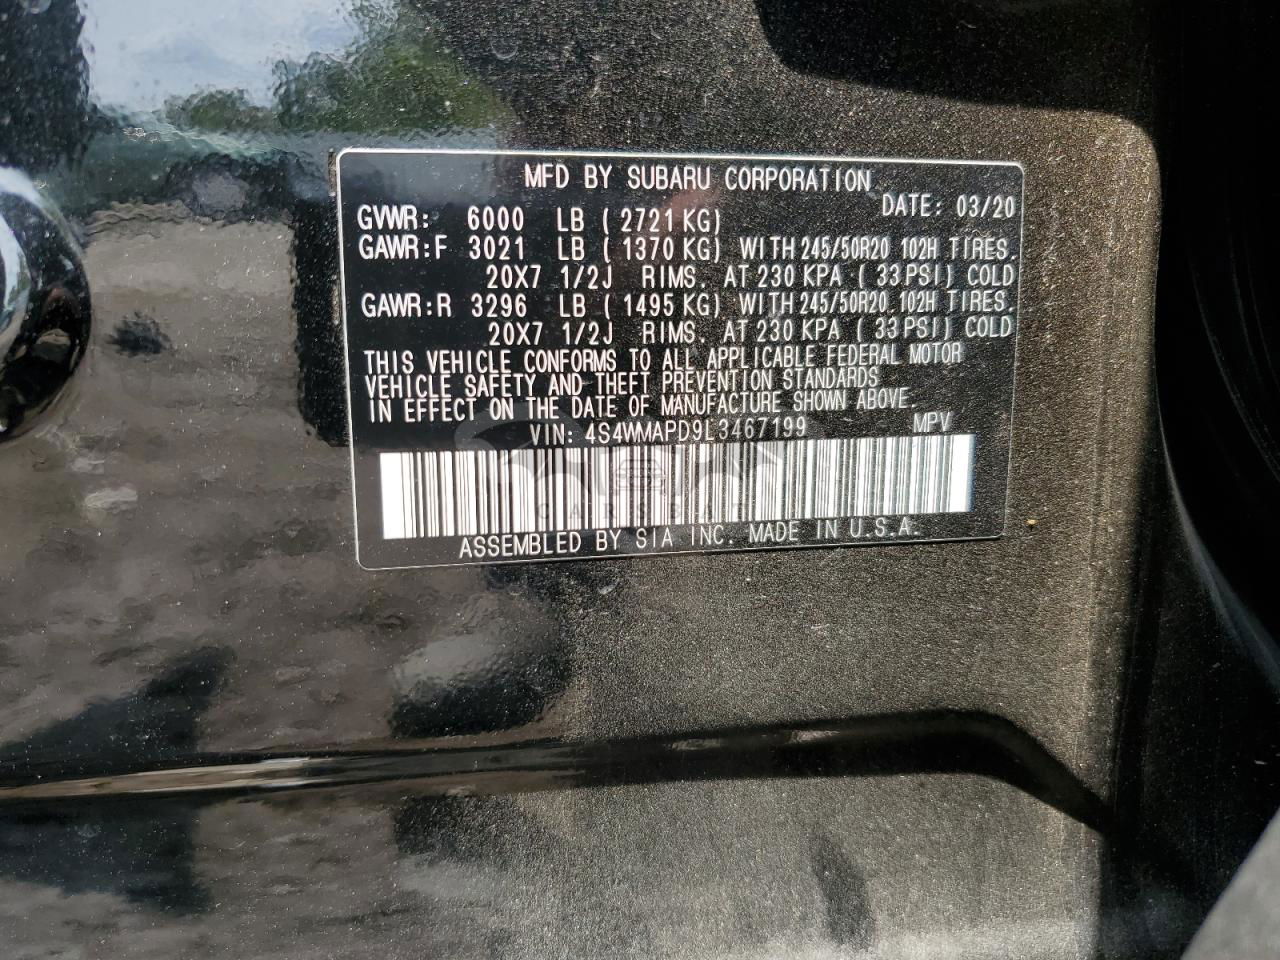 MFD BY SUBARU CORPORATION
DATE: 03/20
GVWR: 6000 LB ( 2721 KG)
GAWR:F 3021 LB ( 1370 KG) WITH 245/50R20 102H TIRES.
20X7 1/2J RIMS. AT 230 KPA ( 33 PSI) COLD
GAWR:R 3296 LB ( 1495 KG) WITH 245/50R20 102H TIRES.
20X7 1/2J RIMS. AT 230 KPA ( 33 PSI) COLD
THIS VEHICLE CONFORMS TO ALL APPLICABLE FEDERAL MOTOR
VEHICLE SAFETY AND THEFT PREVENTION STANDARDS
IN EFFECT ON THE DATE OF MANUFACTURE SHOWN ABOVE.
VIN: 4S4WMAPD9L3467199 MPV
ASSEMBLED BY SIA INC. MADE IN U.S.A.